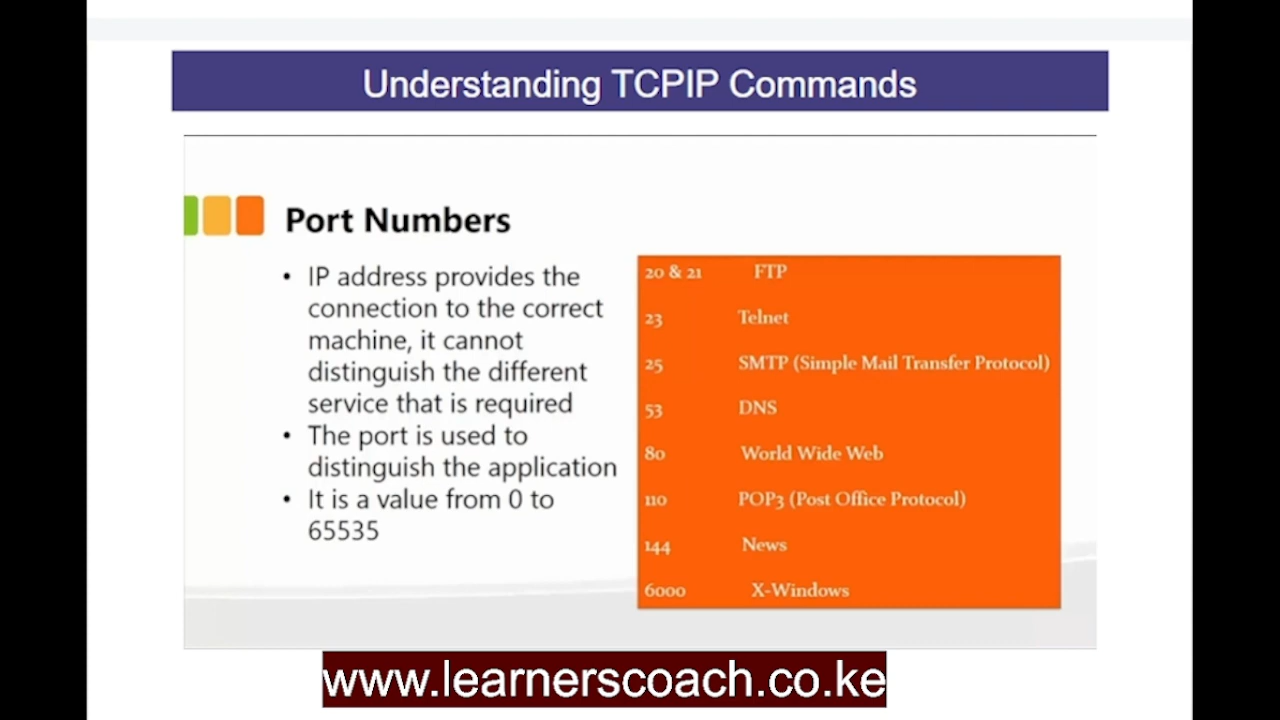 Understanding TCPIP Commands
Port Numbers
• IP address provides the
connection to the correct
machine, it cannot
distinguish the different
service that is required
• The port is used to
distinguish the application
• It is a value from 0 to
65535
20 & 21 FTP
23 Telnet
25 SMTP (Simple Mail Transfer Protocol)
53 DNS
80 World Wide Web
110 POP3 (Post Office Protocol)
144 News
6000 X-Windows
www.learnerscoach.co.ke